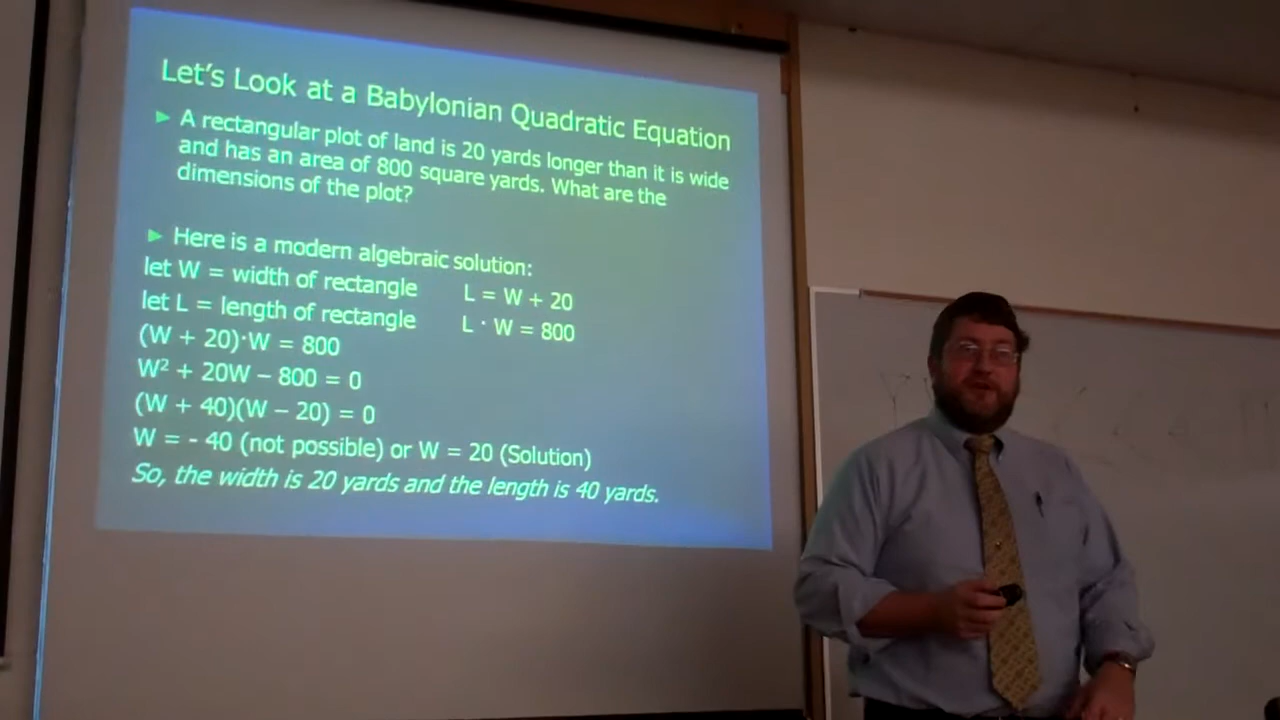 Let's Look at a Babylonian Quadratic Equation
► A rectangular plot of land is 20 yards longer than it is wide
and has an area of 800 square yards. What are the
dimensions of the plot?
► Here is a modern algebraic solution:
let W = width of rectangle L = W + 20
let L = length of rectangle L · W = 800
(W + 20)·W = 800
W² + 20W – 800 = 0
(W + 40)(W – 20) = 0
W = - 40 (not possible) or W = 20 (Solution)
So, the width is 20 yards and the length is 40 yards.